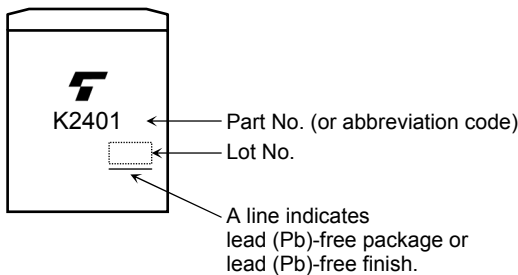 K2401
Part No. (or abbreviation code)
Lot No.
A line indicates
lead (Pb)-free package or
lead (Pb)-free finish.